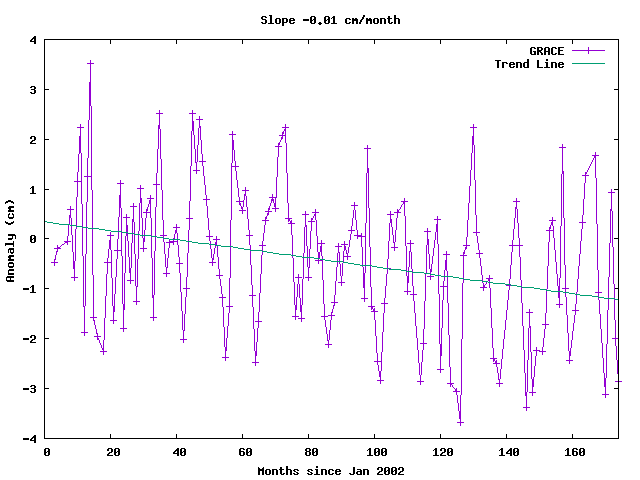 Slope -0.01 cm/month
GRACE
Trend Line
4
3
2
1
0
-1
-2
-3
-4
Anomaly (cm)
0 20 40 60 80 100 120 140 160
Months since Jan 2002